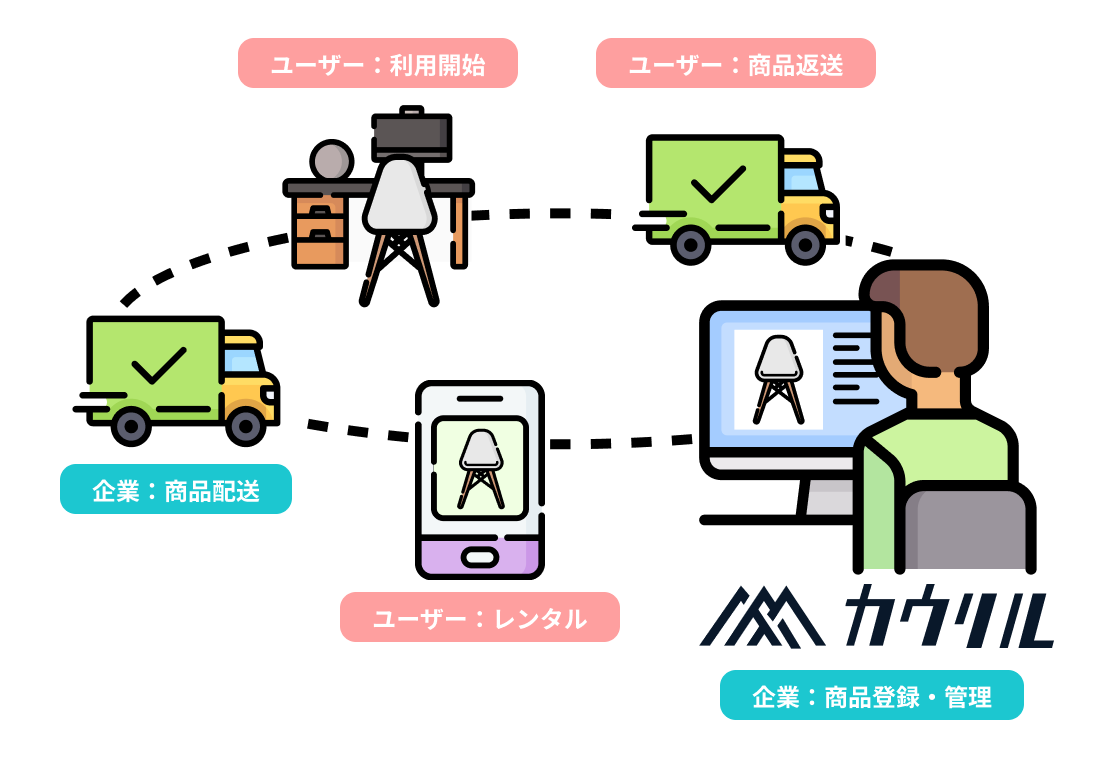 ユーザー：利用開始
ユーザー：商品返送
企業：商品配送
ユーザー：レンタル
カウリル
企業：商品登録・管理